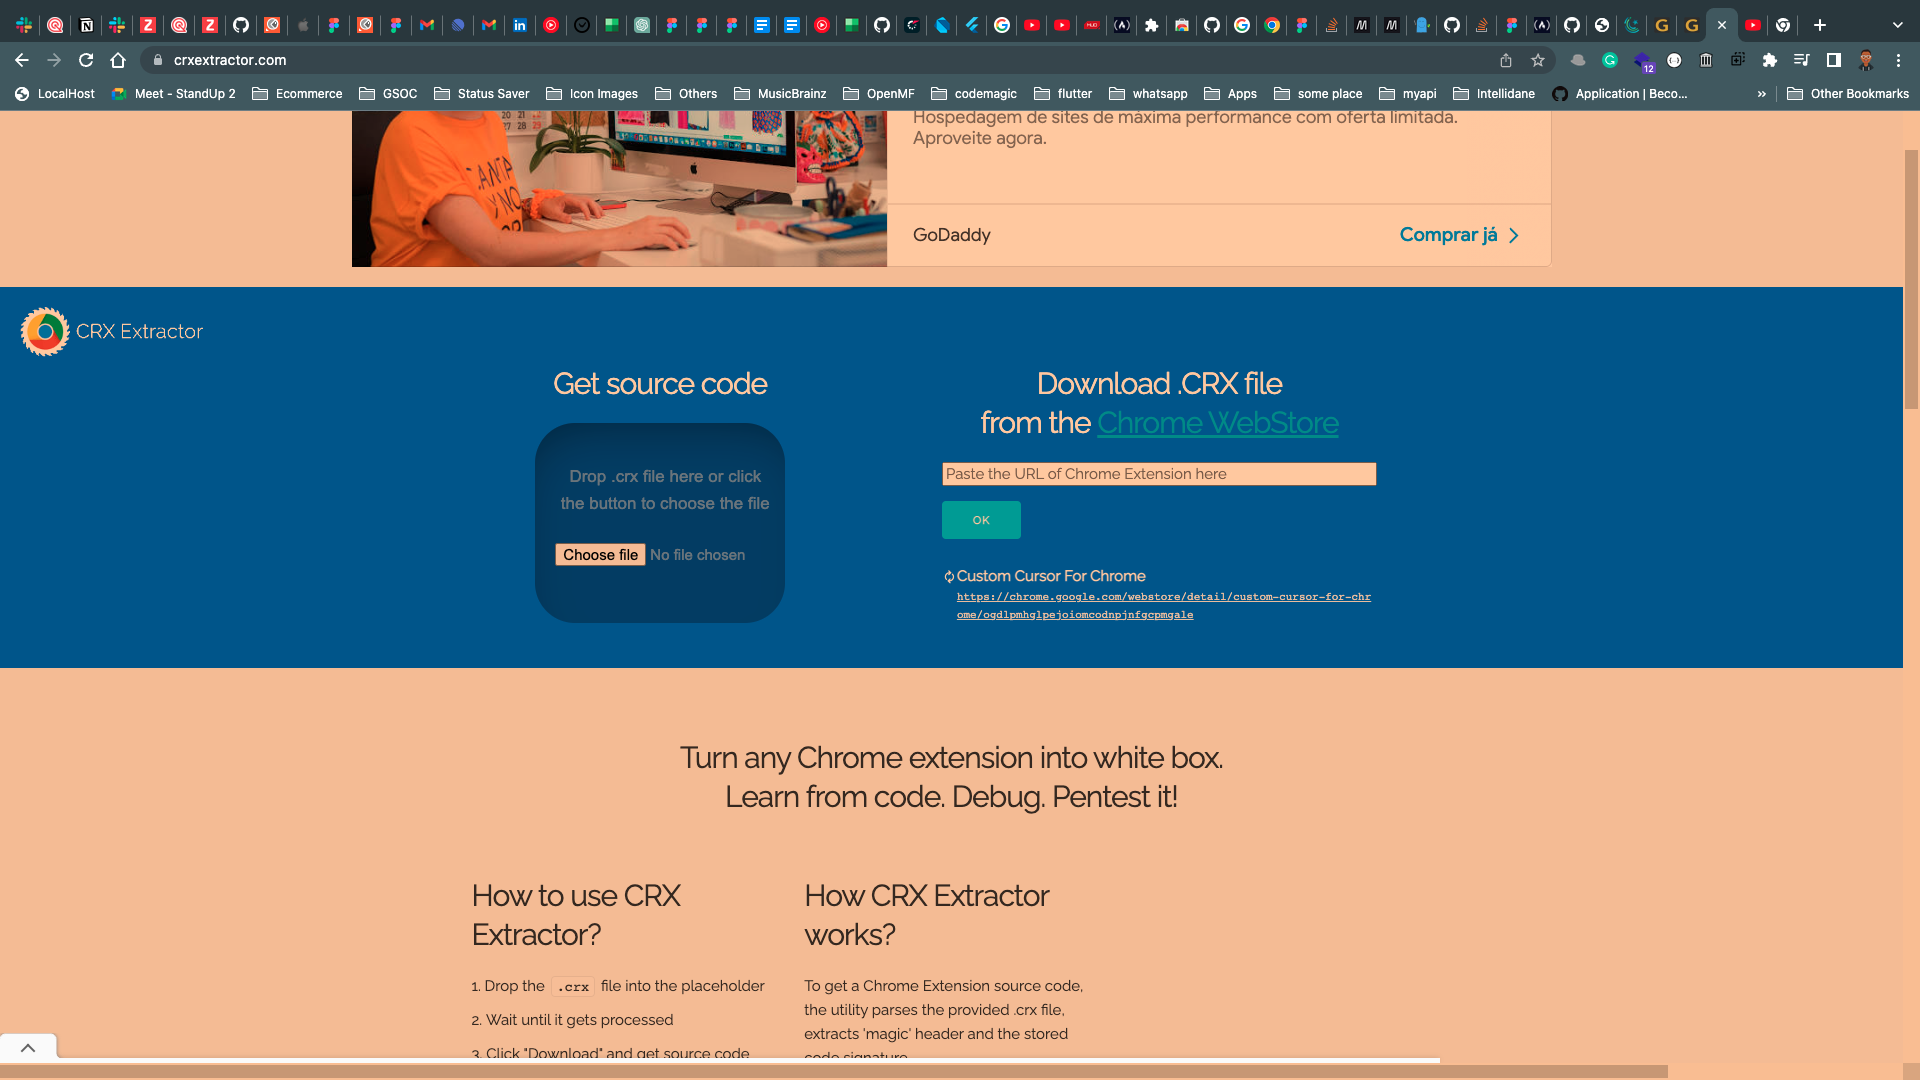 crxextractor.com
12
LocalHost
Meet - StandUp 2
Ecommerce
GSOC
Status Saver
Icon Images
Others
MusicBrainz
OpenMF
codemagic
flutter
whatsapp
Apps
some place
myapi
Intellidane
Application | Beco...
»
Other Bookmarks
Hospedagem de sites de máxima performance com oferta limitada.
Aproveite agora.
GoDaddy
Comprar já
CRX Extractor
Get source code
Drop .crx file here or click
the button to choose the file
Choose file No file chosen
Download .CRX file
from the Chrome WebStore
Paste the URL of Chrome Extension here
OK
Custom Cursor For Chrome
https://chrome.google.com/webstore/detail/custom-cursor-for-chr
ome/ogdlpmhglpejoiomcodnpjnfgcpmgale
Turn any Chrome extension into white box.
Learn from code. Debug. Pentest it!
How to use CRX
Extractor?
1. Drop the .crx file into the placeholder
2. Wait until it gets processed
3. Click "Download" and get source code
How CRX Extractor
works?
To get a Chrome Extension source code,
the utility parses the provided .crx file,
extracts 'magic' header and the stored
code signature